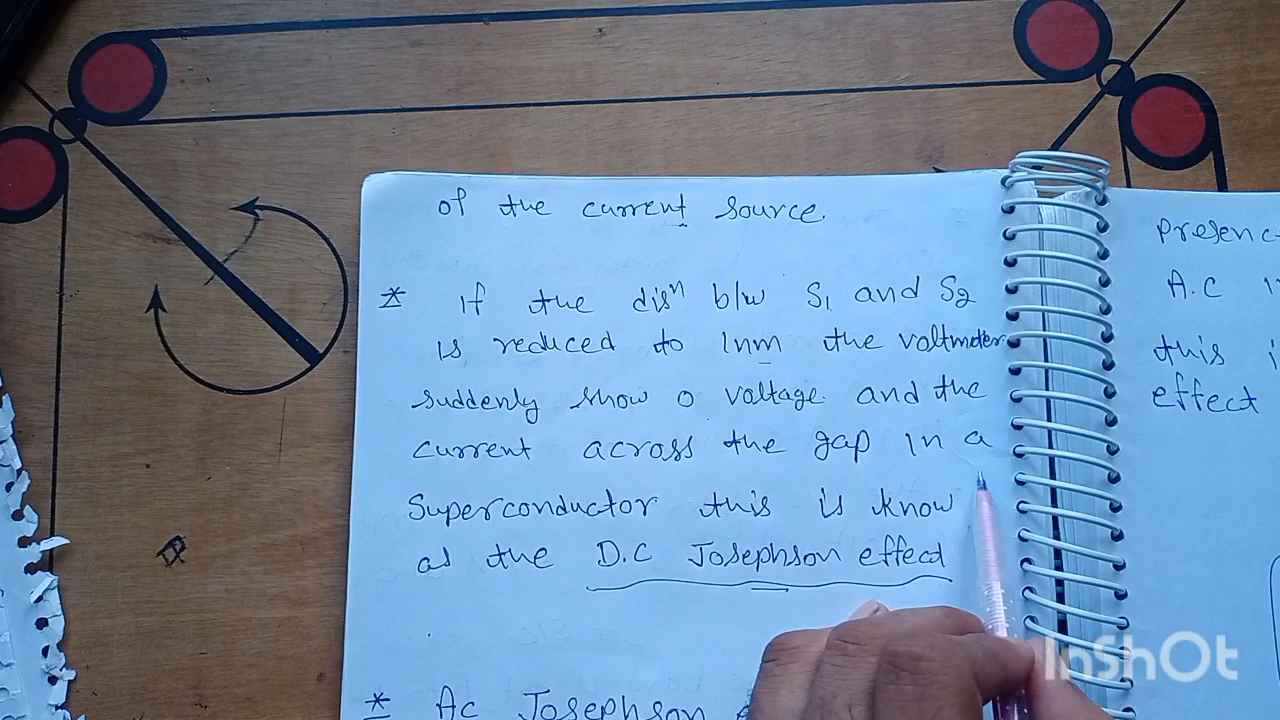 of the current source.
* If the disⁿ b/w S₁ and S₂
is reduced to 1nm the voltmeter
suddenly show 0 voltage and the
current across the gap in a
Superconductor this is know
as the D.C Josephson effect
* Ac Josephson
Presenc
A.C
this
effect
InShOt